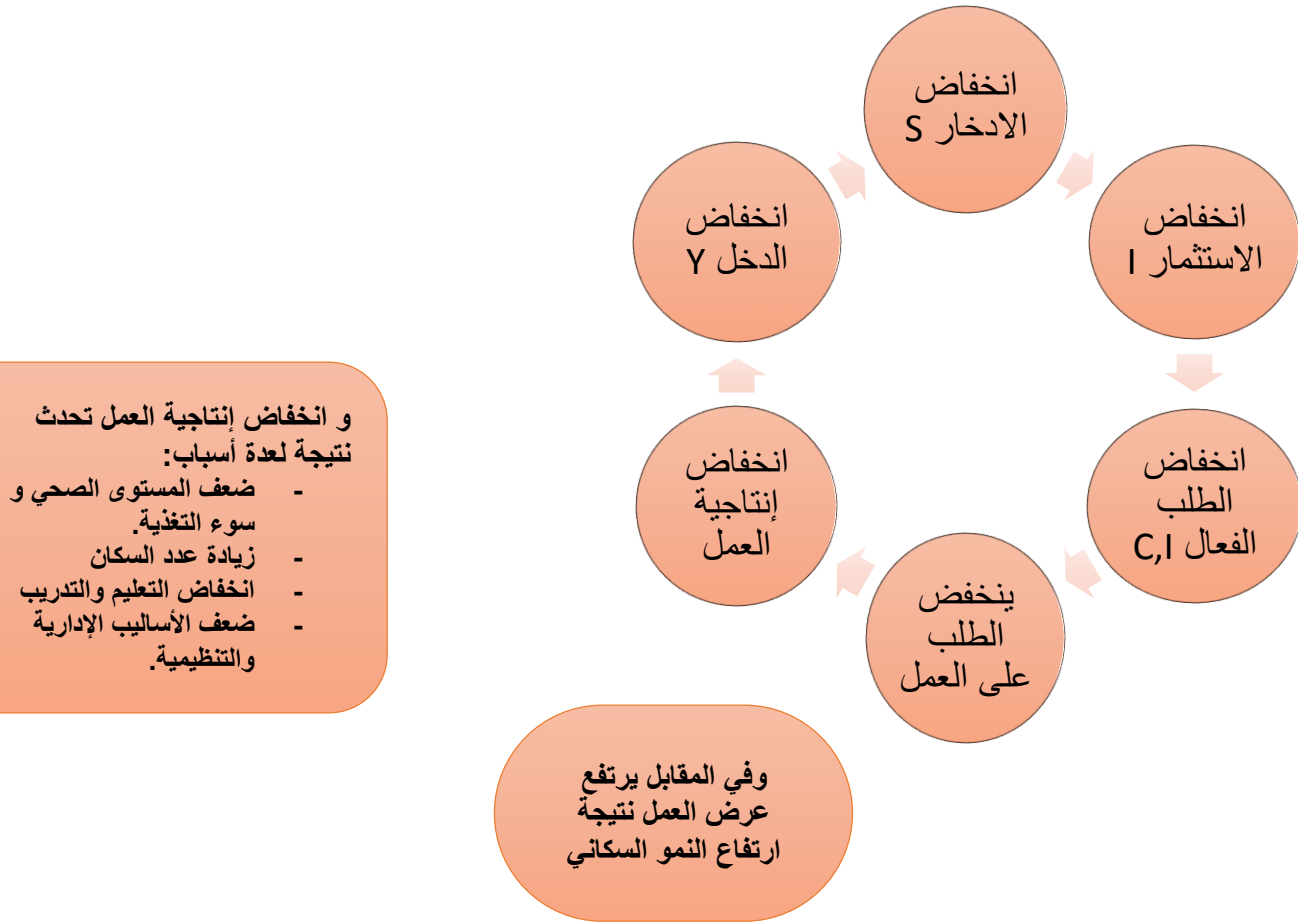 انخفاض
الادخار S
انخفاض
الاستثمار I
انخفاض
الطلب
الفعال C,I
ينخفض
الطلب
على العمل
انخفاض
إنتاجية
العمل
انخفاض
الدخل Y
و انخفاض إنتاجية العمل تحدث
نتيجة لعدة أسباب:
- ضعف المستوى الصحي و
سوء التغذية.
- زيادة عدد السكان
- انخفاض التعليم والتدريب
- ضعف الأساليب الإدارية
والتنظيمية.
وفي المقابل يرتفع
عرض العمل نتيجة
ارتفاع النمو السكاني